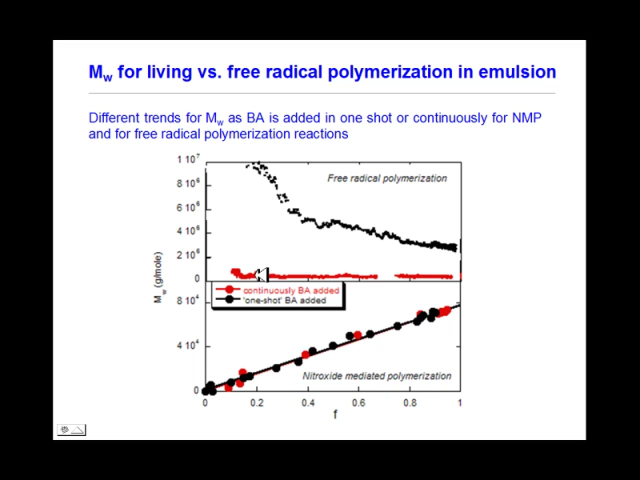 Mw for living vs. free radical polymerization in emulsion
Different trends for Mw as BA is added in one shot or continuously for NMP
and for free radical polymerization reactions
1 10⁷
8 10⁶
6 10⁶
4 10⁶
2 10⁶
0
Free radical polymerization
Mw (g/mole)
continuously BA added
'one-shot' BA added
8 10⁴
4 10⁴
0
Nitroxide mediated polymerization
0 0.2 0.4 0.6 0.8 1
f